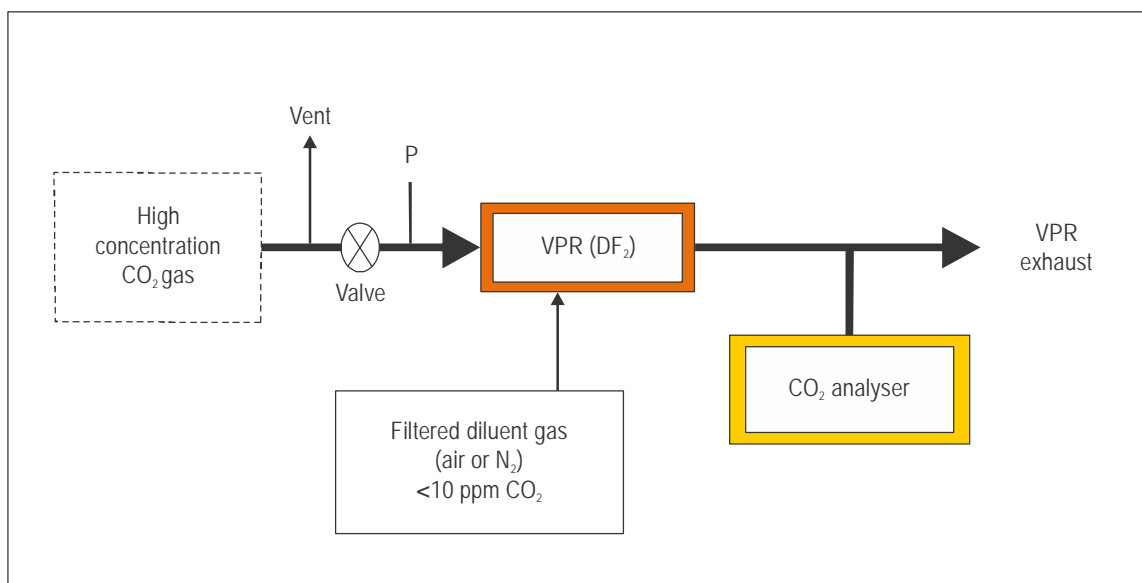 Vent
P
High
concentration
CO₂ gas
Valve
VPR (DF₂)
VPR
exhaust
CO₂ analyser
Filtered diluent gas
(air or N₂)
<10 ppm CO₂